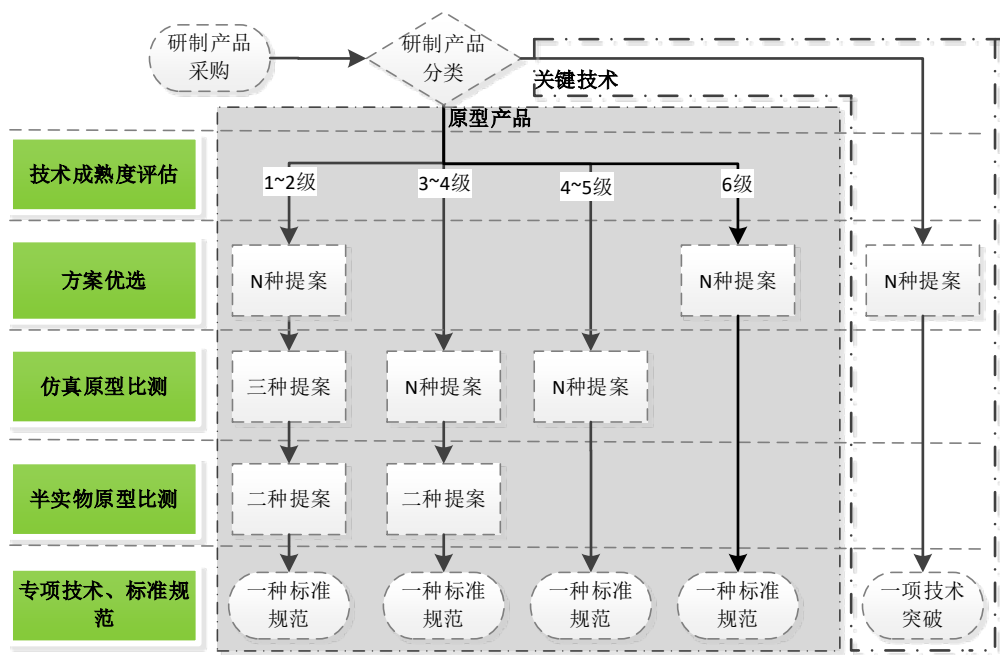 研制产品
采购
研制产品
分类
关键技术
原型产品
技术成熟度评估
1~2级
3~4级
4~5级
6级
方案优选
N种提案
N种提案
N种提案
仿真原型比测
三种提案
N种提案
N种提案
半实物原型比测
二种提案
二种提案
专项技术、标准规
范
一种标准
规范
一种标准
规范
一种标准
规范
一种标准
规范
一项技术
突破